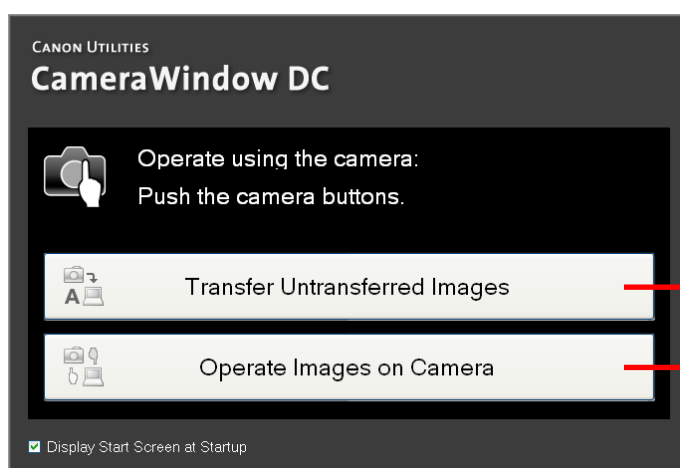 CANON UTILITIES
CameraWindow DC
Operate using the camera:
Push the camera buttons.
A
Transfer Untransferred Images
Operate Images on Camera
Display Start Screen at Startup